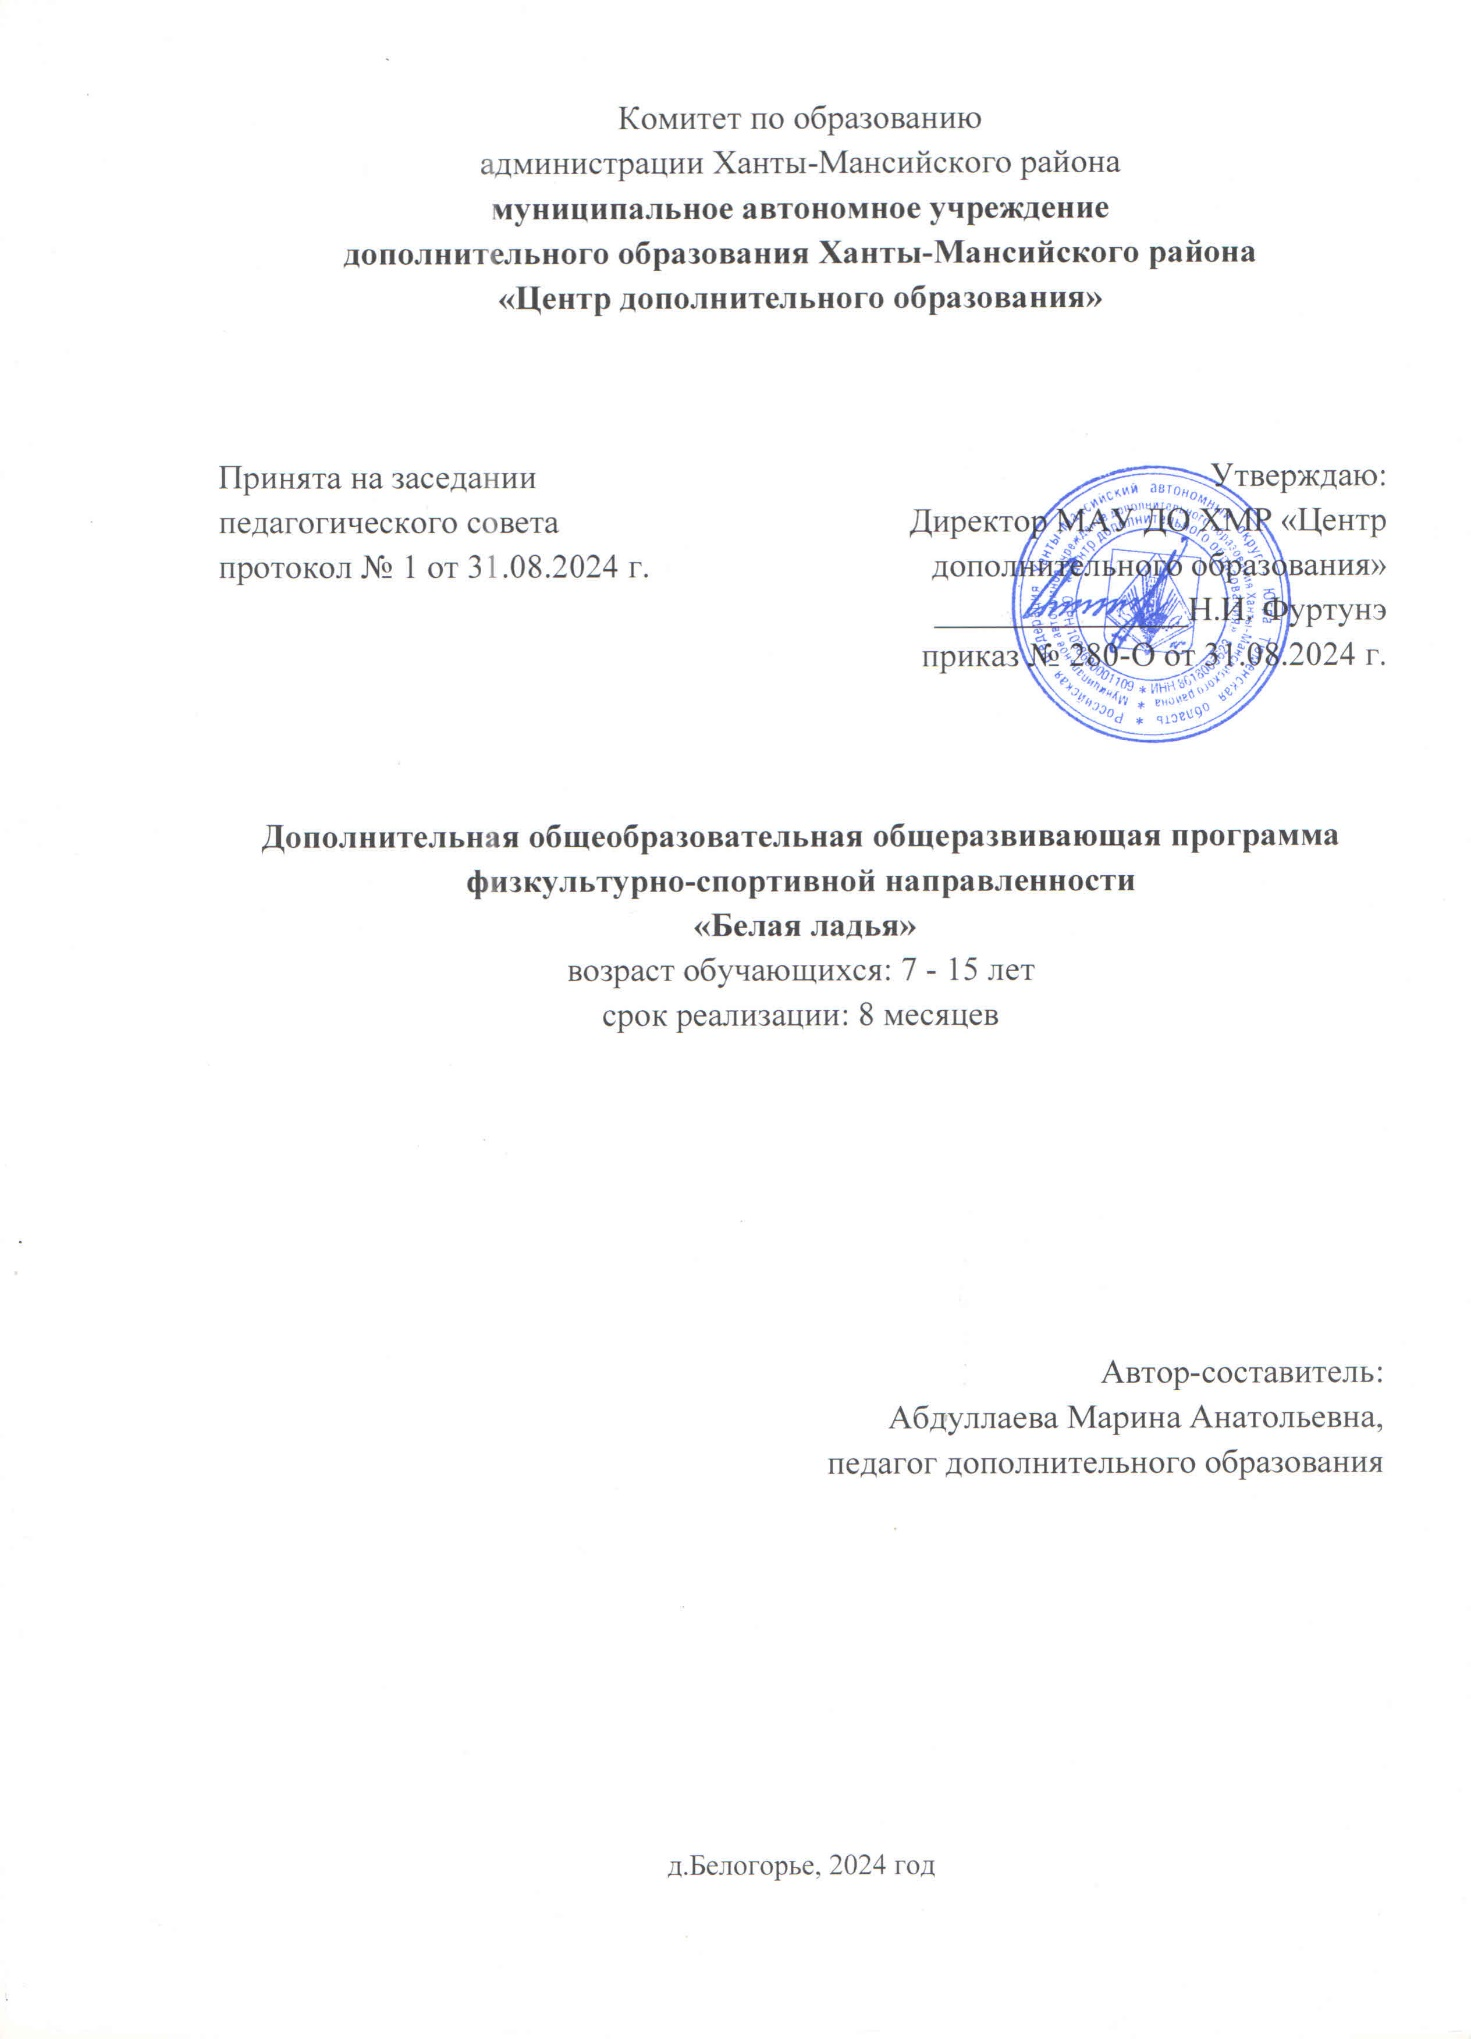 Комитет по образованию
администрации Ханты-Мансийского района
муниципальное автономное учреждение
дополнительного образования Ханты-Мансийского района
«Центр дополнительного образования»
Принята на заседании
педагогического совета
протокол № 1 от 31.08.2024 г.
Утверждаю:
Директор МАУ ДО ХМР «Центр
дополнительного образования»
Н.И. Фуртунэ
приказ № 280-О от 31.08.2024 г.
Дополнительная общеобразовательная общеразвивающая программа
физкультурно-спортивной направленности
«Белая ладья»
возраст обучающихся: 7 - 15 лет
срок реализации: 8 месяцев
Автор-составитель:
Абдуллаева Марина Анатольевна,
педагог дополнительного образования
д.Белогорье, 2024 год